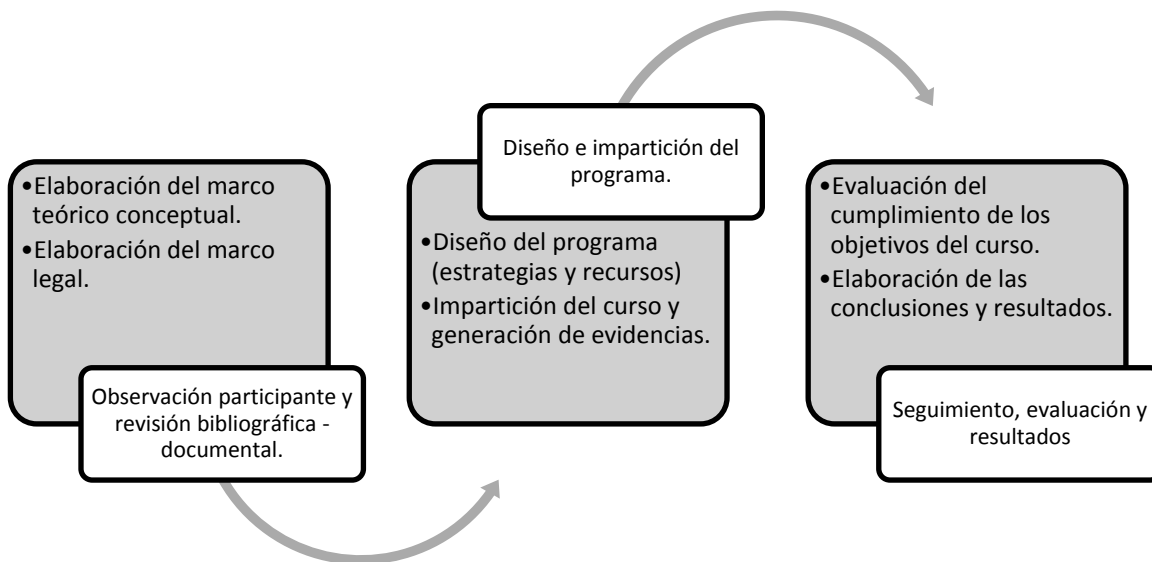 •Elaboración del marco
teórico conceptual.
•Elaboración del marco
legal.
Observación participante y
revisión bibliográfica -
documental.
Diseño e impartición del
programa.
•Diseño del programa
(estrategias y recursos)
•Impartición del curso y
generación de evidencias.
•Evaluación del
cumplimiento de los
objetivos del curso.
•Elaboración de las
conclusiones y resultados.
Seguimiento, evaluación y
resultados